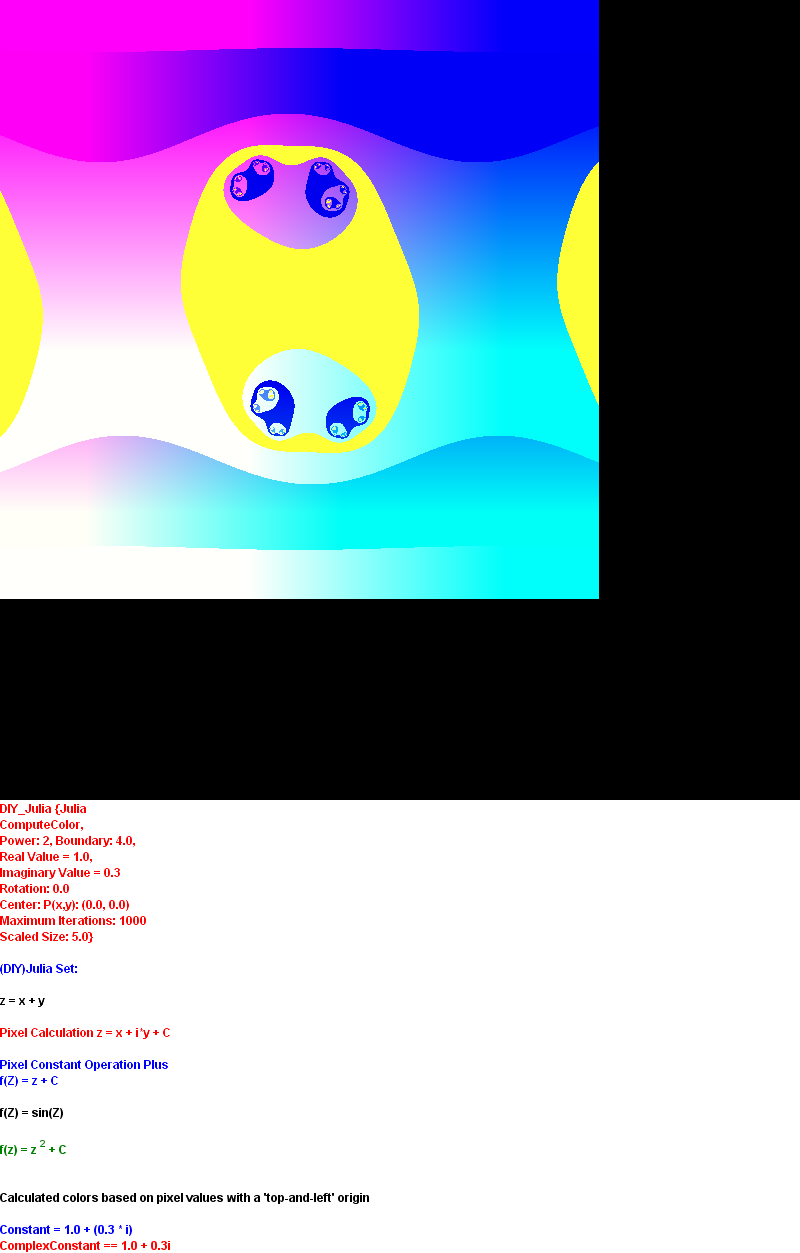 DIY_Julia {Julia
ComputeColor,
Power: 2, Boundary: 4.0,
Real Value = 1.0,
Imaginary Value = 0.3
Rotation: 0.0
Center: P(x,y): (0.0, 0.0)
Maximum Iterations: 1000
Scaled Size: 5.0}
(DIY)Julia Set:
z = x + y
Pixel Calculation z = x + i*y + C
Pixel Constant Operation Plus
f(Z) = z + C
f(Z) = sin(Z)
f(z) = z 2 + C
Calculated colors based on pixel values with a 'top-and-left' origin
Constant = 1.0 + (0.3 * i)
ComplexConstant == 1.0 + 0.3i